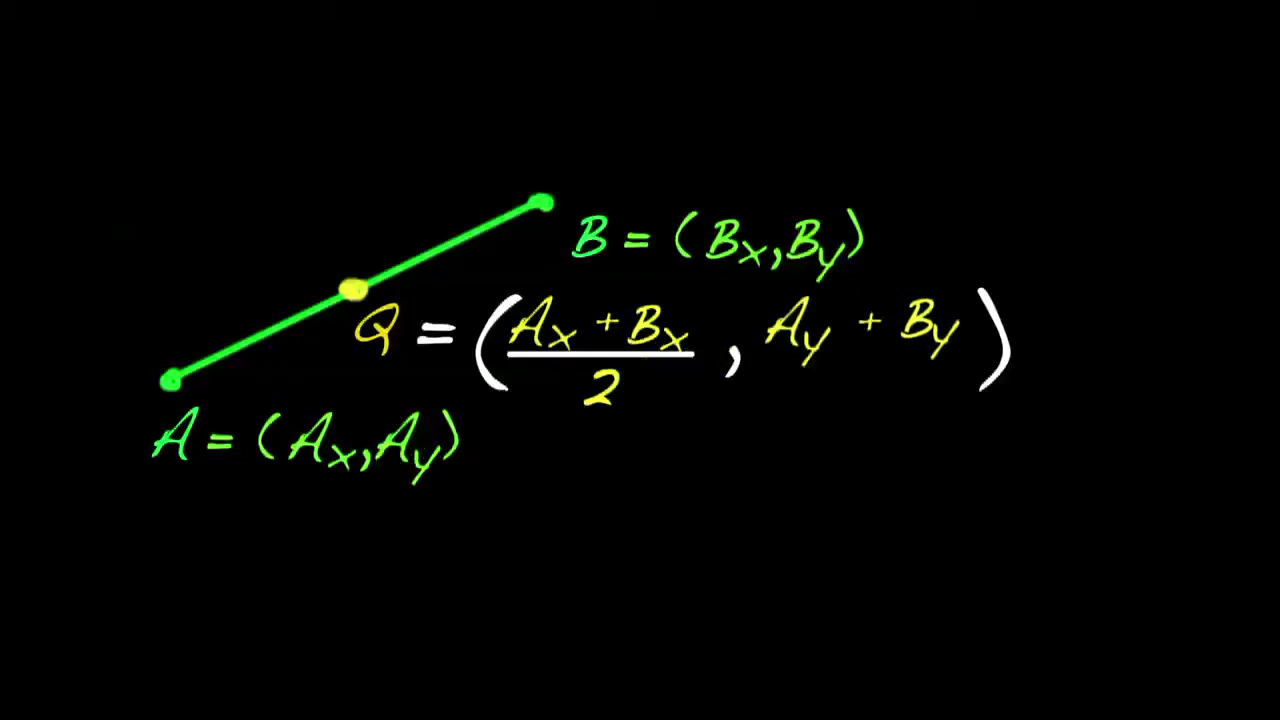 B = (Bx, By)
Q = (Ax + Bx / 2, Ay + By)
A = (Ax, Ay)